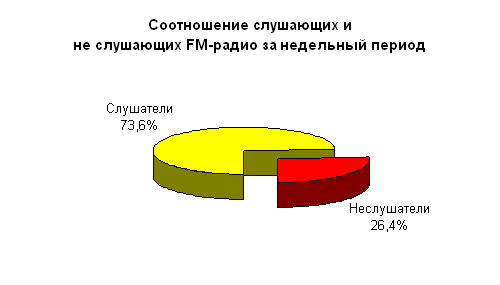 Соотношение слушающих и
не слушающих FM-радио за недельный период
Слушатели
73,6%
Неслушатели
26,4%